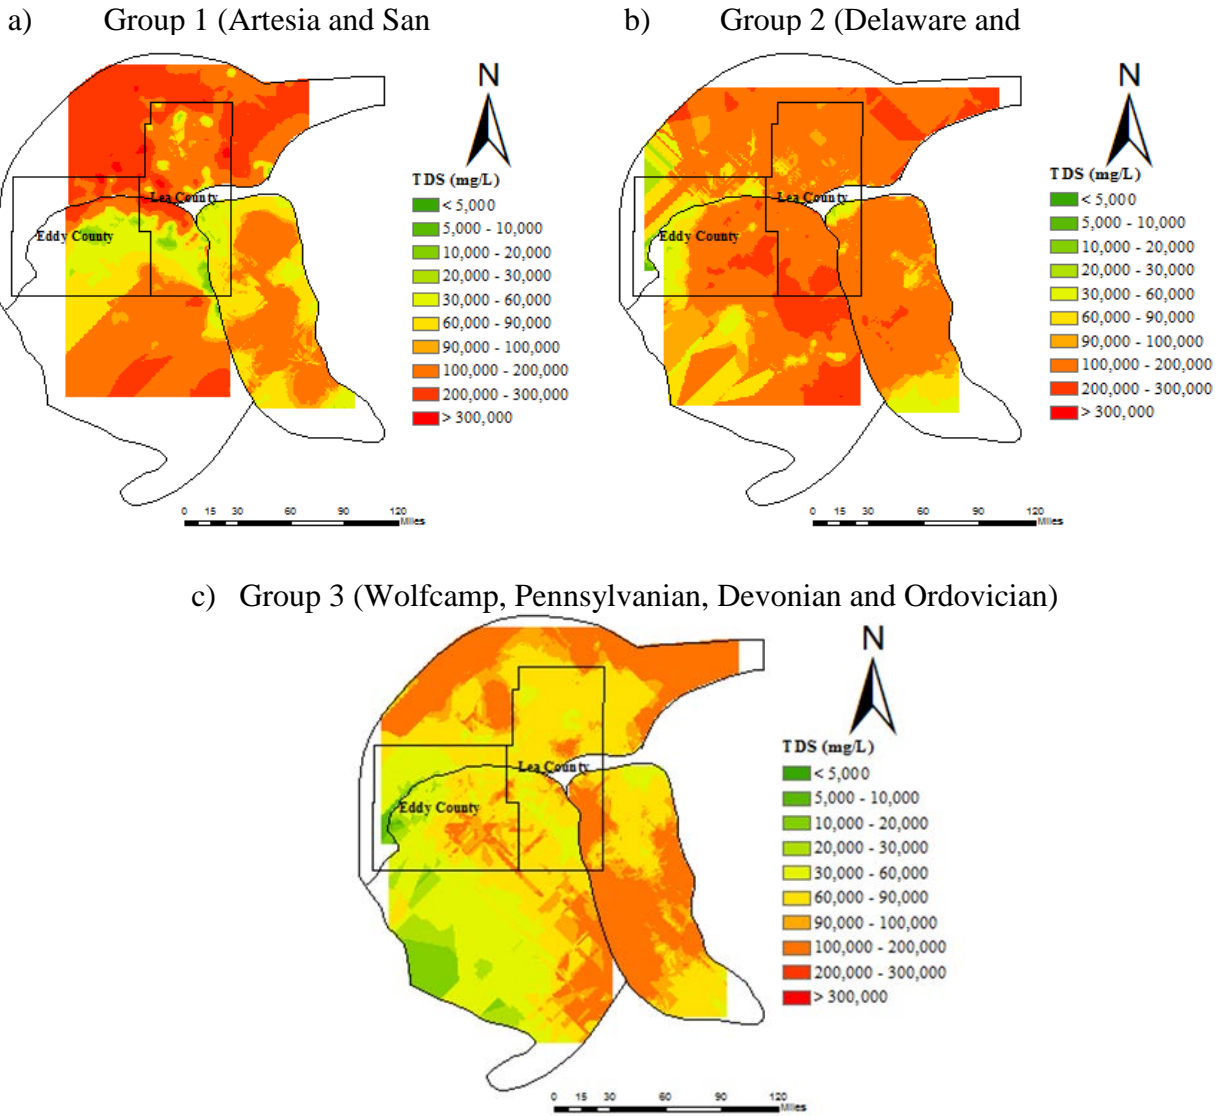 a) Group 1 (Artesia and San
N
TDS (mg/L)
< 5,000
5,000 - 10,000
10,000 - 20,000
20,000 - 30,000
30,000 - 60,000
60,000 - 90,000
90,000 - 100,000
100,000 - 200,000
200,000 - 300,000
> 300,000
Lea County
Eddy County
0 15 30 60 90 120
Miles
b) Group 2 (Delaware and
N
TDS (mg/L)
< 5,000
5,000 - 10,000
10,000 - 20,000
20,000 - 30,000
30,000 - 60,000
60,000 - 90,000
90,000 - 100,000
100,000 - 200,000
200,000 - 300,000
> 300,000
Lea County
Eddy County
0 15 30 60 90 120
Miles
c) Group 3 (Wolfcamp, Pennsylvanian, Devonian and Ordovician)
N
TDS (mg/L)
< 5,000
5,000 - 10,000
10,000 - 20,000
20,000 - 30,000
30,000 - 60,000
60,000 - 90,000
90,000 - 100,000
100,000 - 200,000
200,000 - 300,000
> 300,000
Lea County
Eddy County
0 15 30 60 90 120
Miles